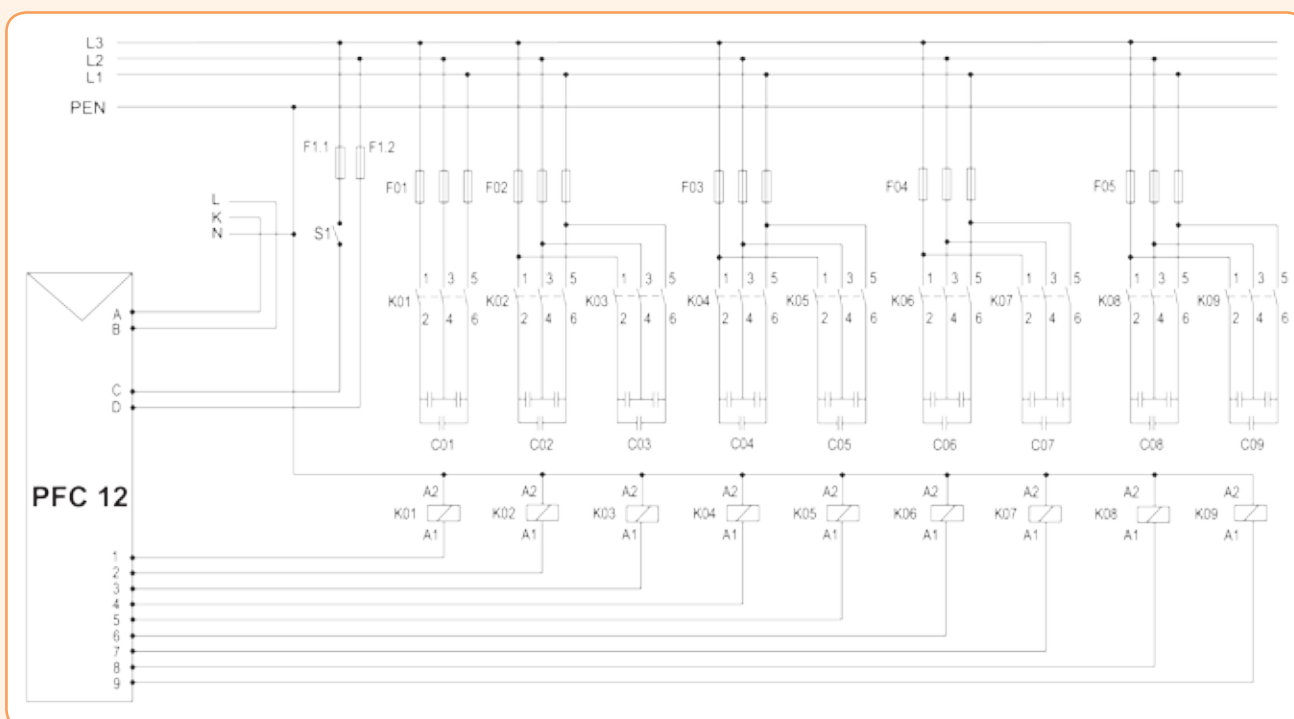 L3
L2
L1
PEN
F1.1 F1.2
F01 F02 F03 F04 F05
L
K
N
S1
1 3 5 1 3 5 1 3 5 1 3 5 1 3 5 1 3 5 1 3 5 1 3 5 1 3 5
K01 K02 K03 K04 K05 K06 K07 K08 K09
2 4 6 2 4 6 2 4 6 2 4 6 2 4 6 2 4 6 2 4 6 2 4 6 2 4 6
A
B
C
D
C01 C02 C03 C04 C05 C06 C07 C08 C09
PFC 12
A2 A2 A2 A2 A2 A2 A2 A2 A2
K01 K02 K03 K04 K05 K06 K07 K08 K09
A1 A1 A1 A1 A1 A1 A1 A1 A1
1
2
3
4
5
6
7
8
9